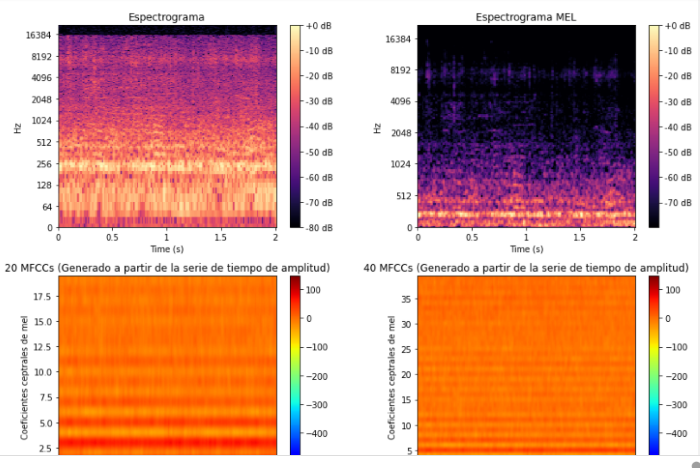 Espectrograma
Hz
16384
8192
4096
2048
1024
512
256
128
64
0
0 0.5 1 1.5 2
Time (s)
+0 dB
-10 dB
-20 dB
-30 dB
-40 dB
-50 dB
-60 dB
-70 dB
-80 dB
Espectrograma MEL
Hz
16384
8192
4096
2048
1024
512
0
0 0.5 1 1.5 2
Time (s)
+0 dB
-10 dB
-20 dB
-30 dB
-40 dB
-50 dB
-60 dB
-70 dB
20 MFCCs (Generado a partir de la serie de tiempo de amplitud)
Coeficientes ceptrales de mel
17.5
15.0
12.5
10.0
7.5
5.0
2.5
100
0
−100
−200
−300
−400
40 MFCCs (Generado a partir de la serie de tiempo de amplitud)
Coeficientes ceptrales de mel
35
30
25
20
15
10
5
100
0
−100
−200
−300
−400